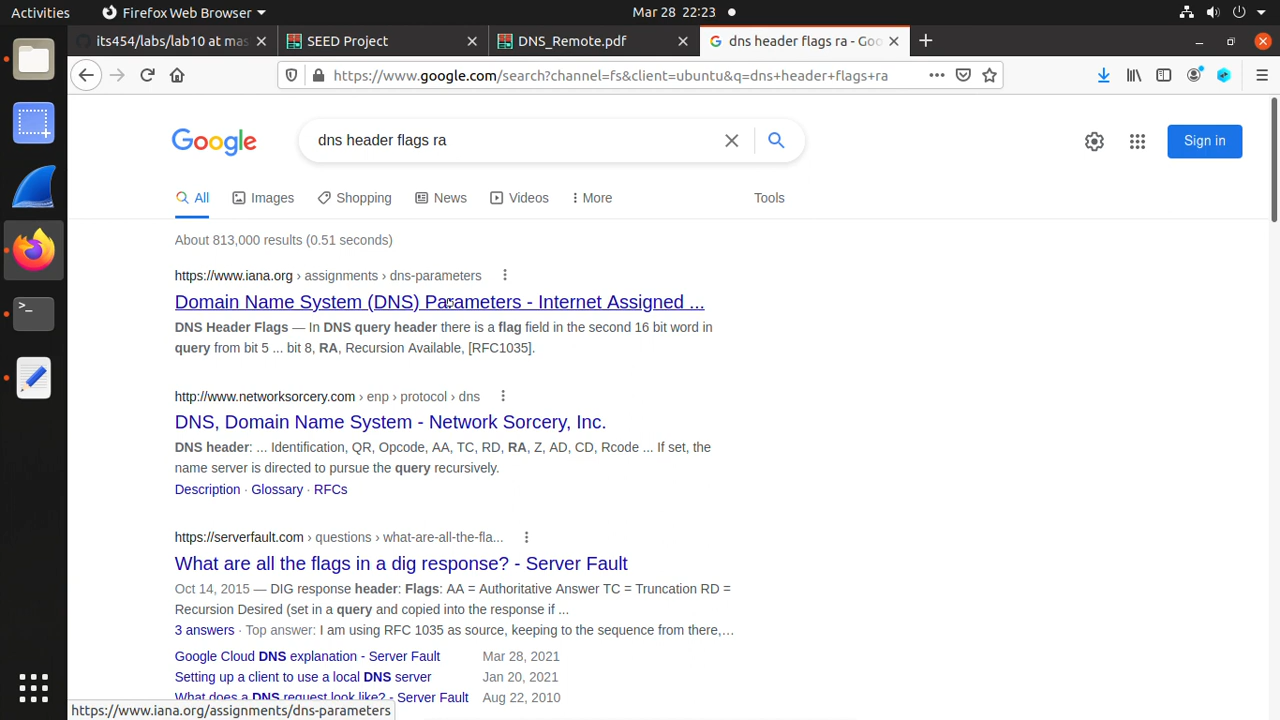 Activities
Firefox Web Browser
Mar 28 22:23
its454/labs/lab10 at mas
SEED Project
DNS_Remote.pdf
dns header flags ra - Goo
https://www.google.com/search?channel=fs&client=ubuntu&q=dns+header+flags+ra
Google
dns header flags ra
Sign in
All
Images
Shopping
News
Videos
More
Tools
About 813,000 results (0.51 seconds)
https://www.iana.org › assignments › dns-parameters
Domain Name System (DNS) Parameters - Internet Assigned ...
DNS Header Flags — In DNS query header there is a flag field in the second 16 bit word in
query from bit 5 ... bit 8, RA, Recursion Available, [RFC1035].
http://www.networksorcery.com › enp › protocol › dns
DNS, Domain Name System - Network Sorcery, Inc.
DNS header: ... Identification, QR, Opcode, AA, TC, RD, RA, Z, AD, CD, Rcode ... If set, the
name server is directed to pursue the query recursively.
Description · Glossary · RFCs
https://serverfault.com › questions › what-are-all-the-fla...
What are all the flags in a dig response? - Server Fault
Oct 14, 2015 — DIG response header: Flags: AA = Authoritative Answer TC = Truncation RD =
Recursion Desired (set in a query and copied into the response if ...
3 answers · Top answer: I am using RFC 1035 as source, keeping to the sequence from there,…
Google Cloud DNS explanation - Server Fault Mar 28, 2021
Setting up a client to use a local DNS server Jan 20, 2021
What does a DNS request look like? - Server Fault Aug 22, 2010
https://www.iana.org/assignments/dns-parameters